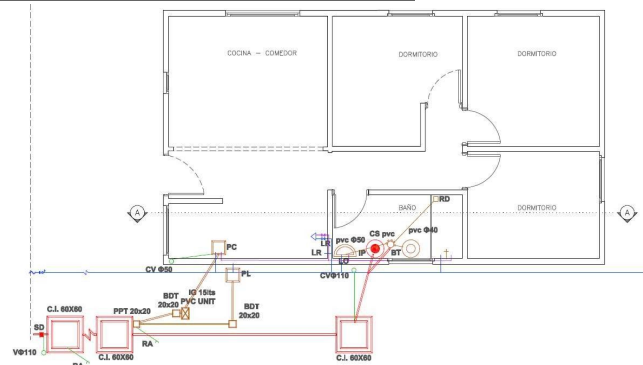 COCINA - COMEDOR
DORMITORIO
DORMITORIO
A
A
BAÑO
DORMITORIO
RD
pvc Φ50
CS pvc
pvc Φ40
LR
LR
LO
IP
BT
PC
CV Φ50
PL
CVΦ110
IG 15lts
PVC UNIT
BDT
20x20
BDT
20x20
C.I. 60X60
PPT 20x20
SD
RA
VΦ110
C.I. 60X60
C.I. 60X60
RA